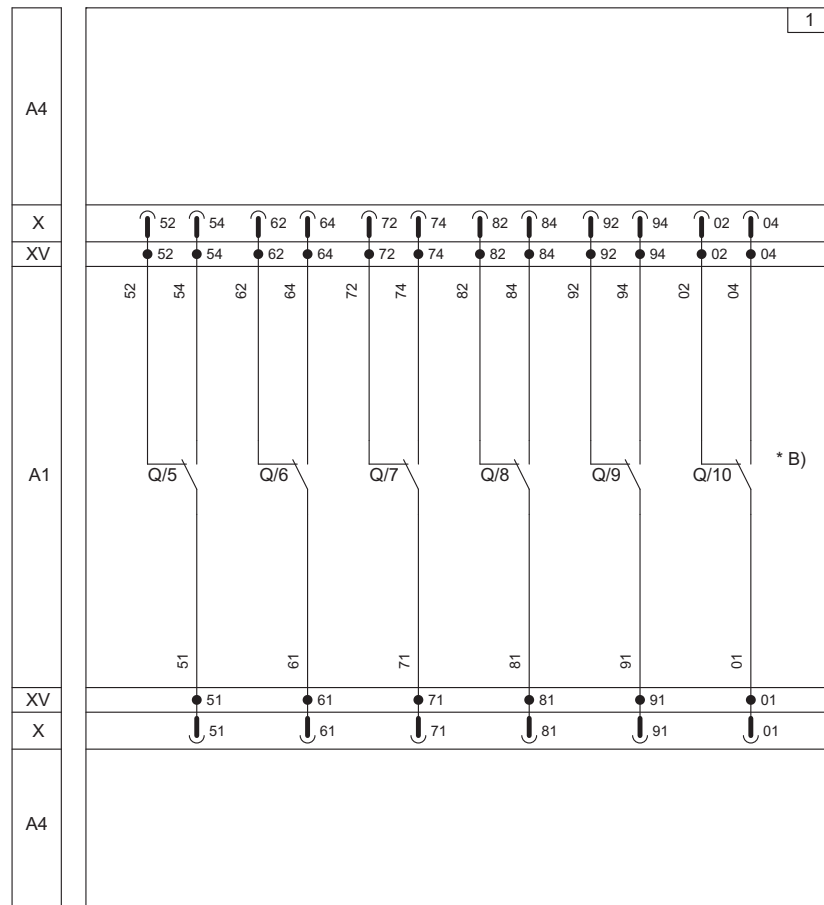 1
A4
X 52 54 62 64 72 74 82 84 92 94 02 04
XV 52 54 62 64 72 74 82 84 92 94 02 04
52 54 62 64 72 74 82 84 92 94 02 04
A1 Q/5 Q/6 Q/7 Q/8 Q/9 Q/10 * B)
51 61 71 81 91 01
XV 51 61 71 81 91 01
X 51 61 71 81 91 01
A4